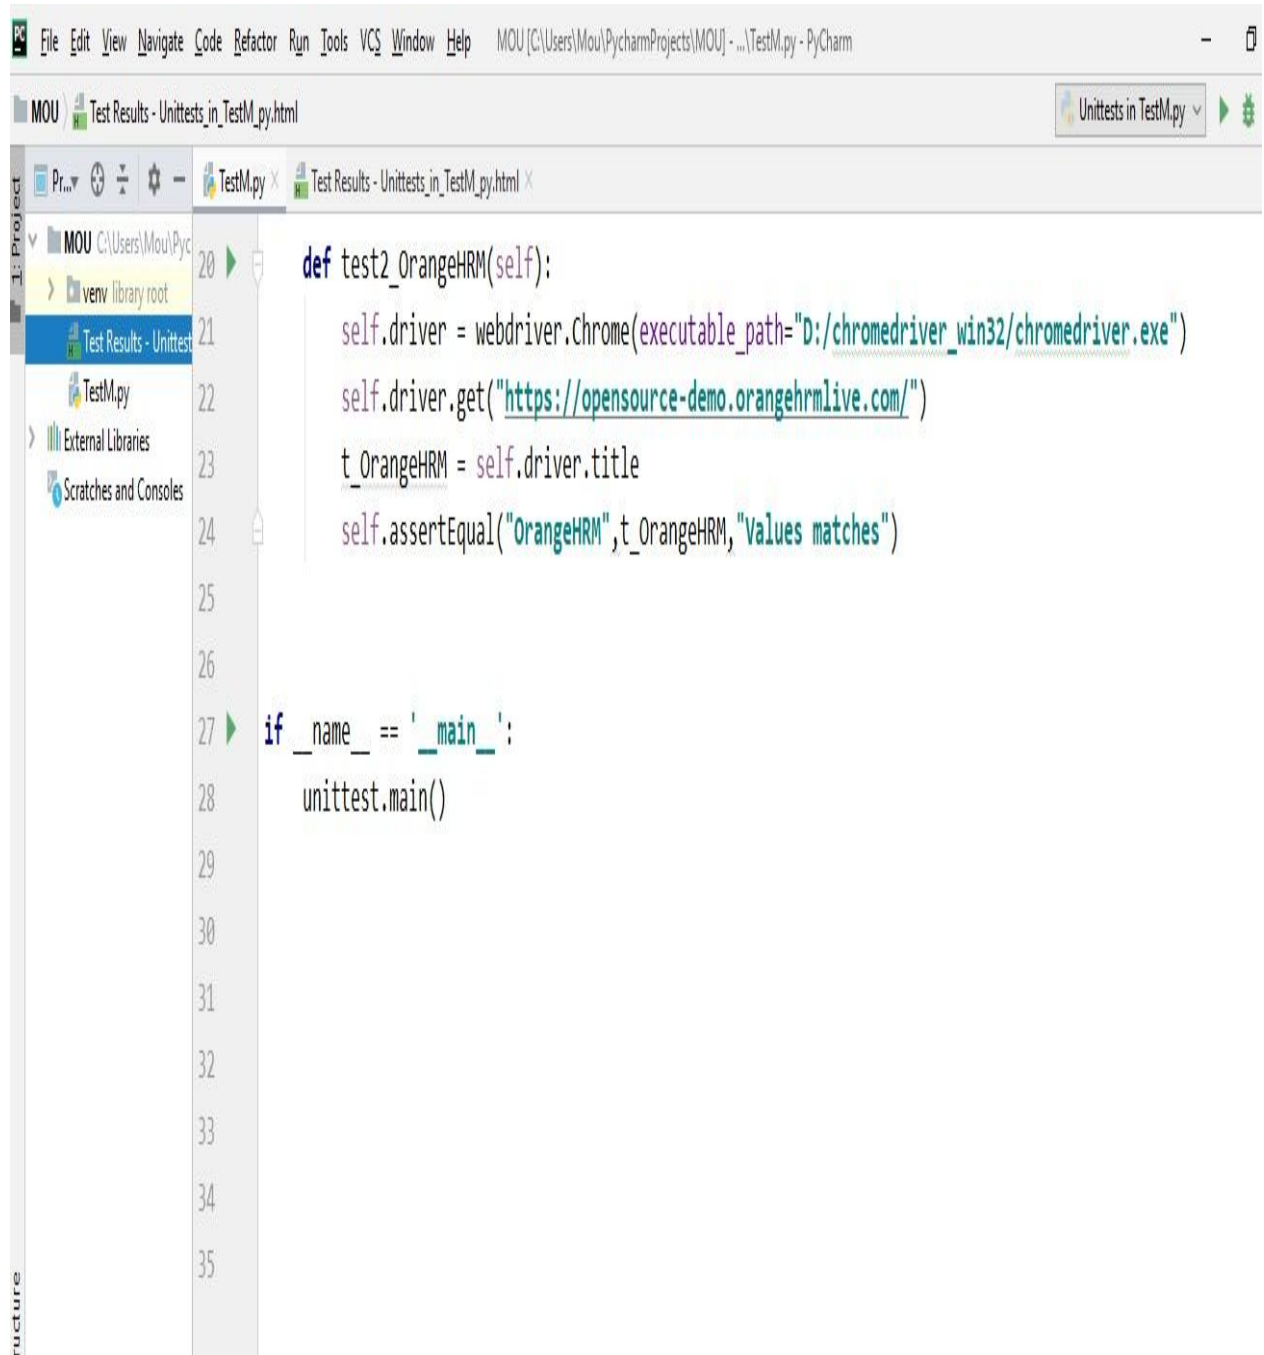 PC File Edit View Navigate Code Refactor Run Tools VCS Window Help MOU [C:\Users\Mou\PycharmProjects\MOU] - ...\TestM.py - PyCharm
MOU Test Results - Unittests_in_TestM_py.html Unittests in TestM.py
1: Project Pr... TestM.py Test Results - Unittests_in_TestM_py.html
MOU C:\Users\Mou\Pyc
venv library root
Test Results - Unittest
TestM.py
External Libraries
Scratches and Consoles
20 def test2_OrangeHRM(self):
21 self.driver = webdriver.Chrome(executable_path="D:/chromedriver_win32/chromedriver.exe")
22 self.driver.get("https://opensource-demo.orangehrmlive.com/")
23 t_OrangeHRM = self.driver.title
24 self.assertEqual("OrangeHRM",t_OrangeHRM,"Values matches")
25
26
27 if __name__ == '__main__':
28 unittest.main()
29
30
31
32
33
34
35
ructure